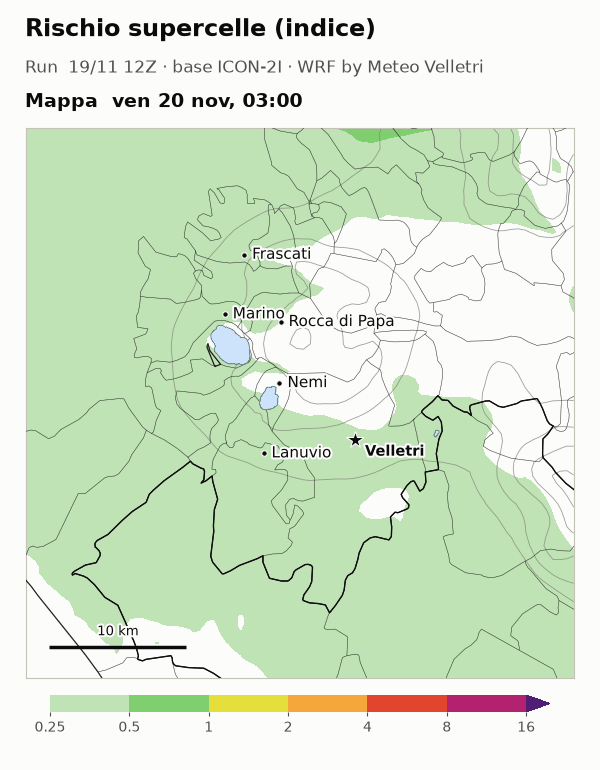 Rischio supercelle (indice)
Run  19/11 12Z · base ICON-2I · WRF by Meteo Velletri
Mappa  ven 20 nov, 03:00
Frascati
Marino
Rocca di Papa
Nemi
Velletri
Lanuvio
10 km
0.25 0.5 1 2 4 8 16